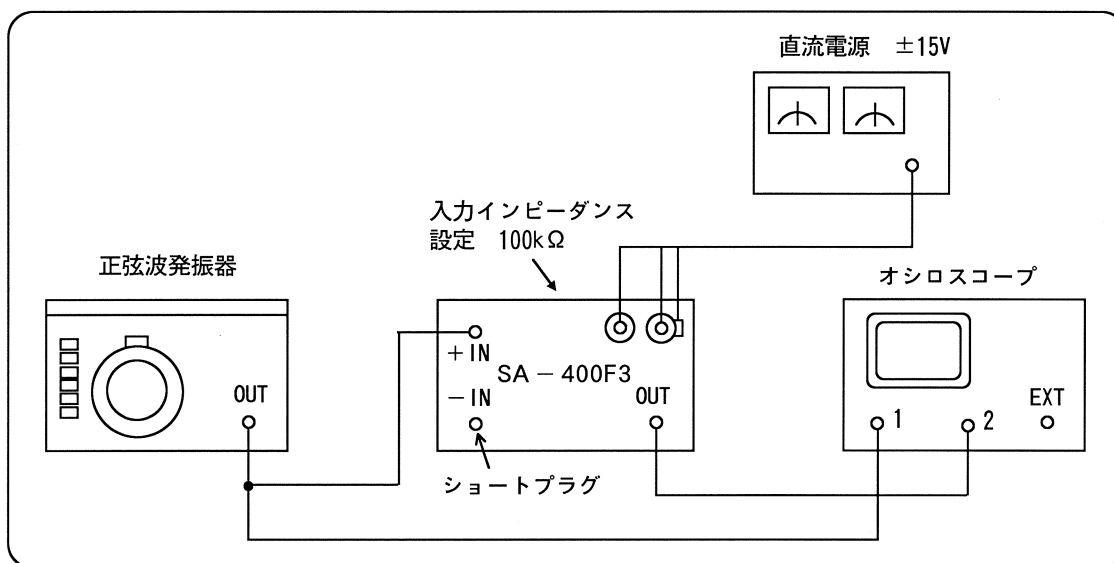 直流電源 ±15V
入力インピーダンス
設定 100kΩ
正弦波発振器
オシロスコープ
+IN
SA－400F3
－IN
OUT
OUT
EXT
1
2
ショートプラグ